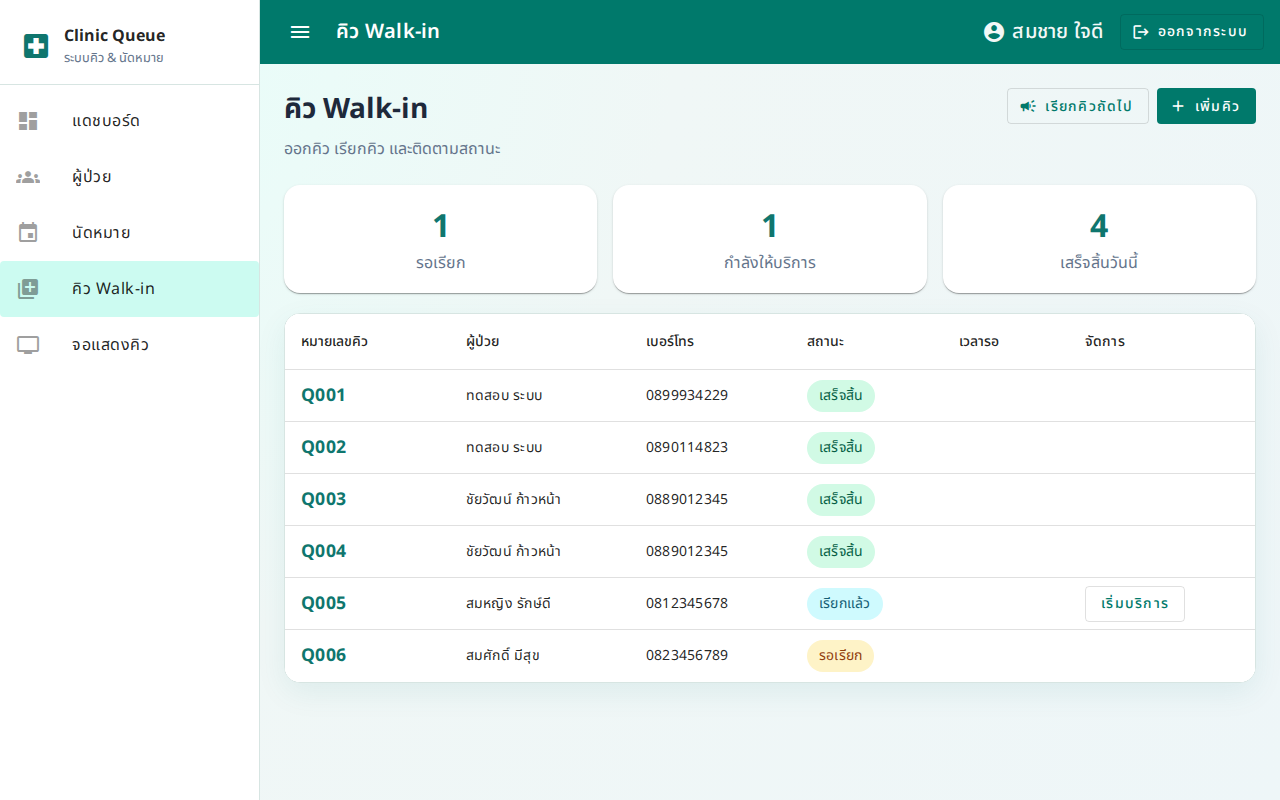 Clinic Queue
ระบบคิว & นัดหมาย
แดชบอร์ด
ผู้ป่วย
นัดหมาย
คิว Walk-in
จอแสดงคิว
คิว Walk-in
สมชาย ใจดี
ออกจากระบบ
คิว Walk-in
ออกคิว เรียกคิว และติดตามสถานะ
เรียกคิวถัดไป
เพิ่มคิว
1
รอเรียก
1
กำลังให้บริการ
4
เสร็จสิ้นวันนี้
หมายเลขคิว ผู้ป่วย เบอร์โทร สถานะ เวลารอ จัดการ
Q001 ทดสอบ ระบบ 0899934229 เสร็จสิ้น
Q002 ทดสอบ ระบบ 0890114823 เสร็จสิ้น
Q003 ชัยวัฒน์ ก้าวหน้า 0889012345 เสร็จสิ้น
Q004 ชัยวัฒน์ ก้าวหน้า 0889012345 เสร็จสิ้น
Q005 สมหญิง รักษ์ดี 0812345678 เรียกแล้ว เริ่มบริการ
Q006 สมศักดิ์ มีสุข 0823456789 รอเรียก